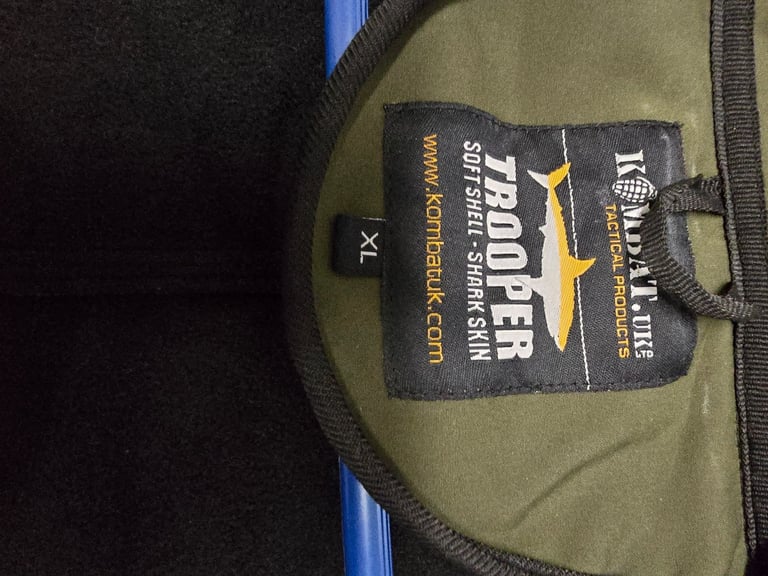 KOMBAT.UK LTD
TACTICAL PRODUCTS
TROOPER
SOFT SHELL - SHARK SKIN
www.kombatuk.com
XL